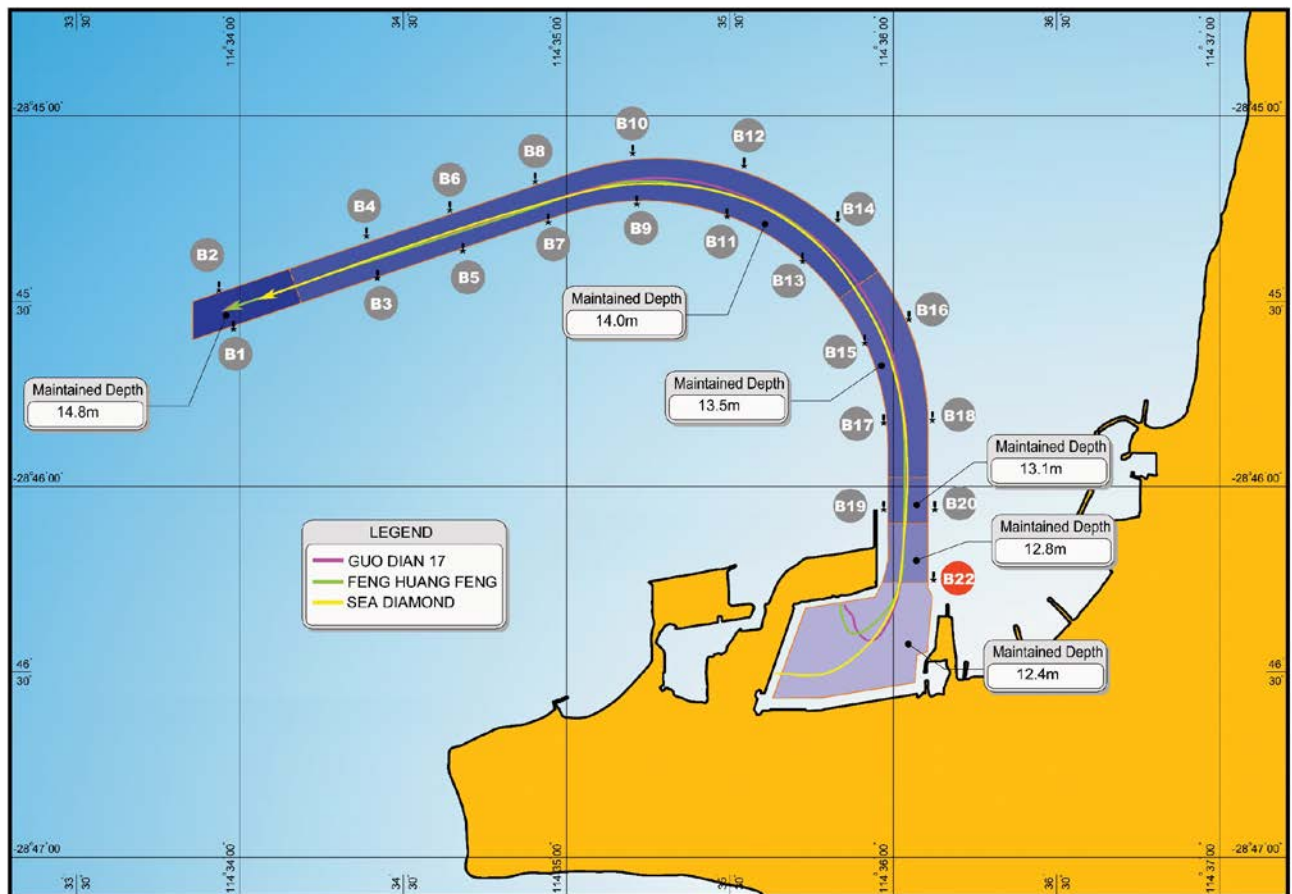 33 30'
114° 34' 00"
34 30'
114° 35' 00"
35 30'
114° 36' 00"
36 30'
114° 37' 00"
-28° 45' 00"
-28° 45' 00"
B10
B12
B8
B6
B4
B14
B2
B9
B11
B7
B5
B13
B3
45' 30"
45' 30"
B16
Maintained Depth
14.0m
B1
B15
Maintained Depth
14.8m
Maintained Depth
13.5m
B17
B18
Maintained Depth
13.1m
-28° 46' 00"
-28° 46' 00"
B19
B20
LEGEND
GUO DIAN 17
FENG HUANG FENG
SEA DIAMOND
Maintained Depth
12.8m
B22
Maintained Depth
12.4m
46' 30"
46' 30"
-28° 47' 00"
-28° 47' 00"
33 30'
114° 34' 00"
34 30'
114° 35' 00"
35 30'
114° 36' 00"
36 30'
114° 37' 00"